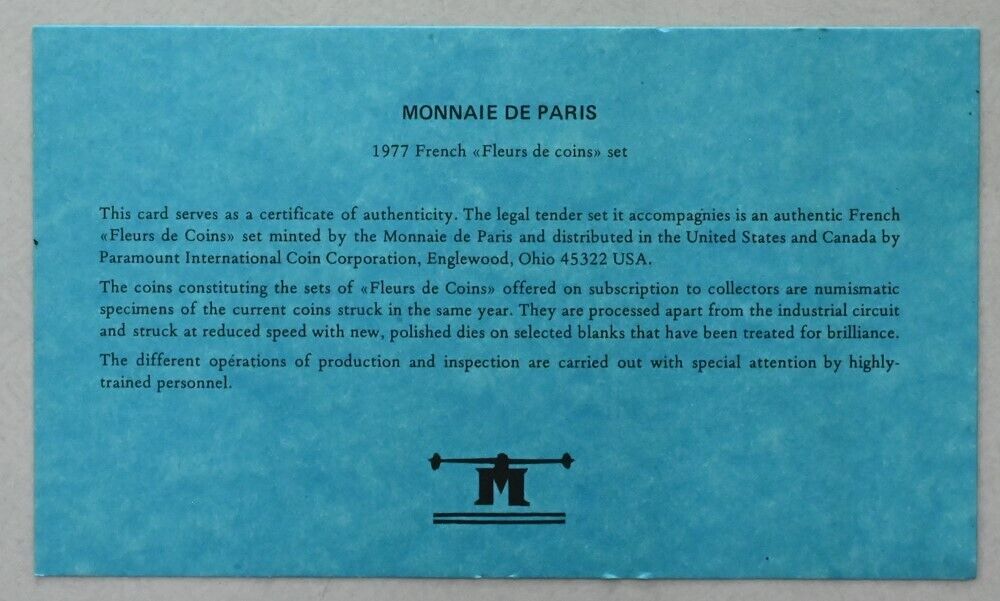 MONNAIE DE PARIS
1977 French «Fleurs de coins» set
This card serves as a certificate of authenticity. The legal tender set it accompagnies is an authentic French
«Fleurs de Coins» set minted by the Monnaie de Paris and distributed in the United States and Canada by
Paramount International Coin Corporation, Englewood, Ohio 45322 USA.
The coins constituting the sets of «Fleurs de Coins» offered on subscription to collectors are numismatic
specimens of the current coins struck in the same year. They are processed apart from the industrial circuit
and struck at reduced speed with new, polished dies on selected blanks that have been treated for brilliance.
The different opérations of production and inspection are carried out with special attention by highly-
trained personnel.
M